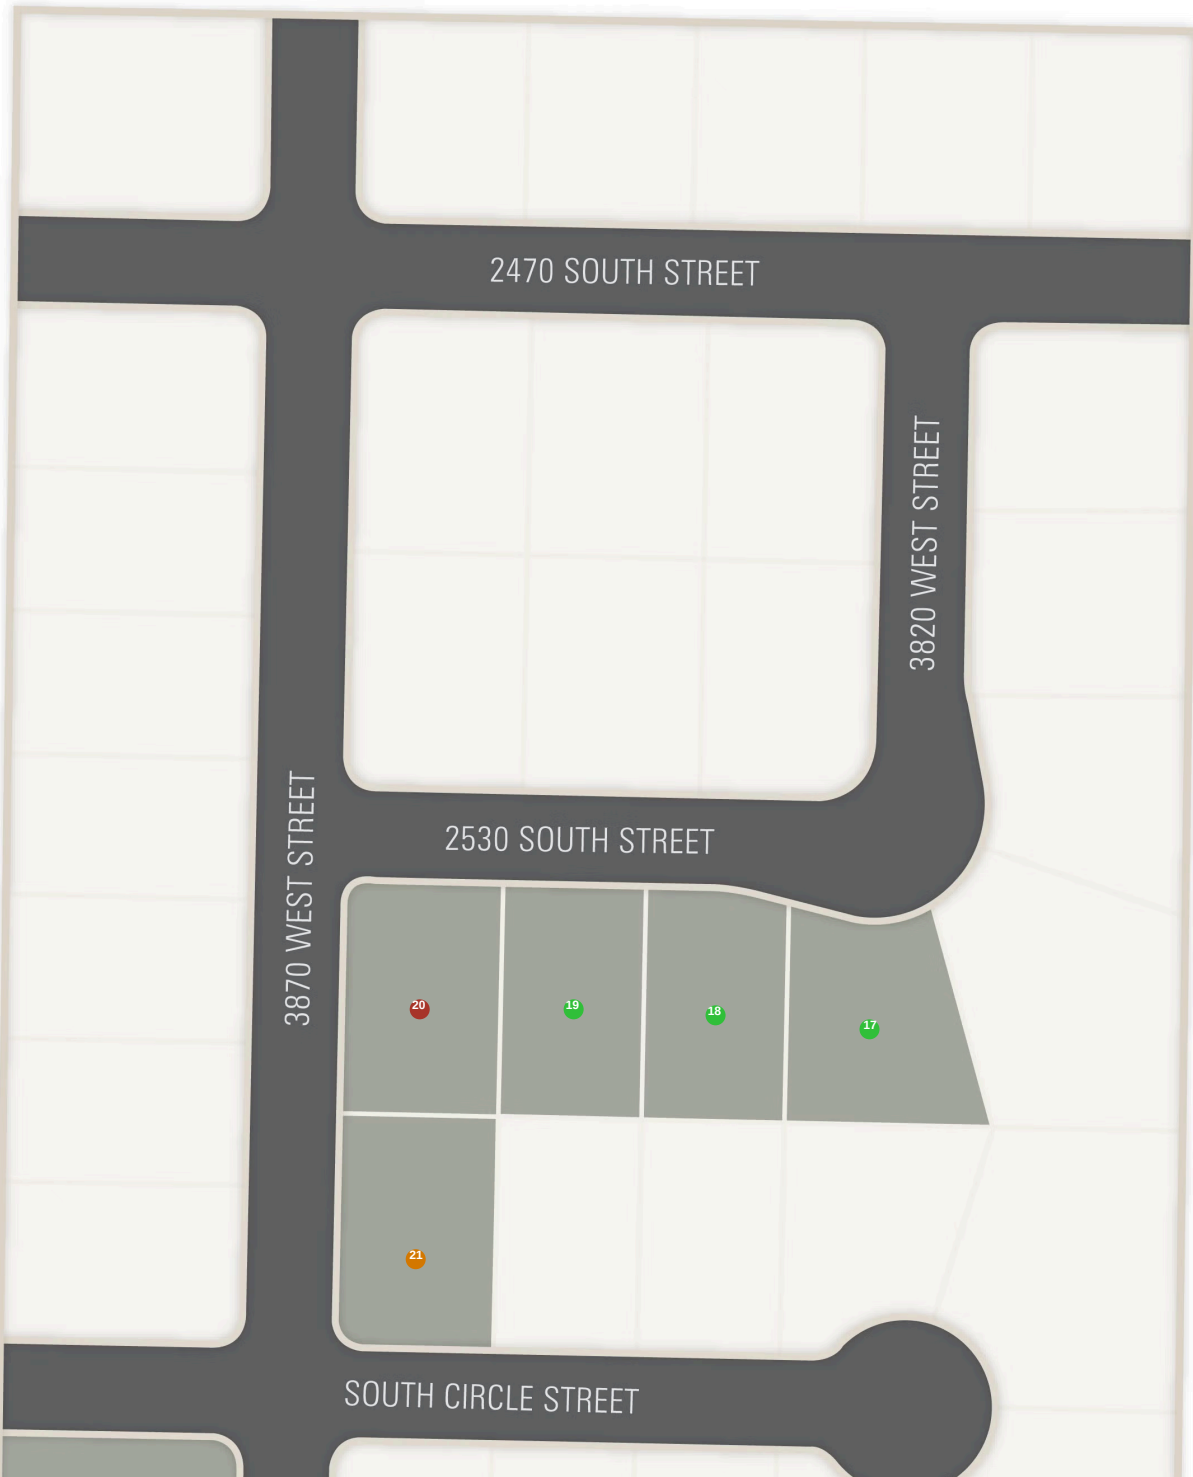 2470 SOUTH STREET
3820 WEST STREET
3870 WEST STREET
2530 SOUTH STREET
20
19
18
17
21
SOUTH CIRCLE STREET